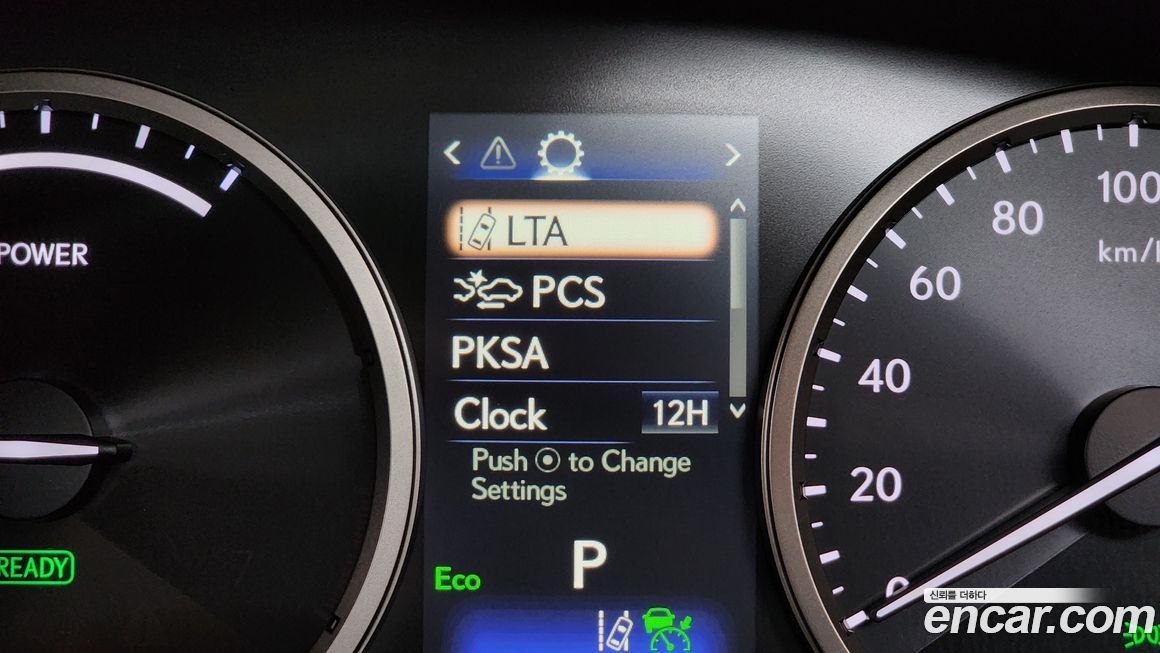 LTA
PCS
PKSA
Clock 12H
Push to Change
Settings
P
Eco
POWER
READY
100
80
km/h
60
40
20
0
신뢰를 더하다
encar.com